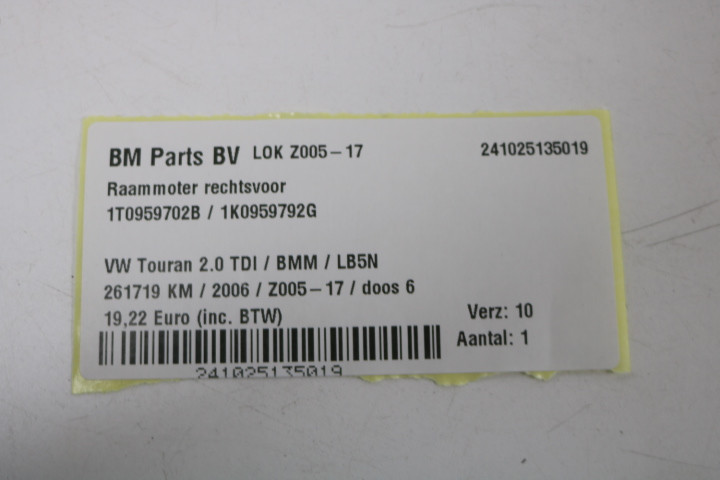 BM Parts BV LOK Z005-17 241025135019
Raammoter rechtsvoor
1T0959702B / 1K0959792G
VW Touran 2.0 TDI / BMM / LB5N
261719 KM / 2006 / Z005-17 / doos 6
19,22 Euro (inc. BTW) Verz: 10
Aantal: 1
241025135019